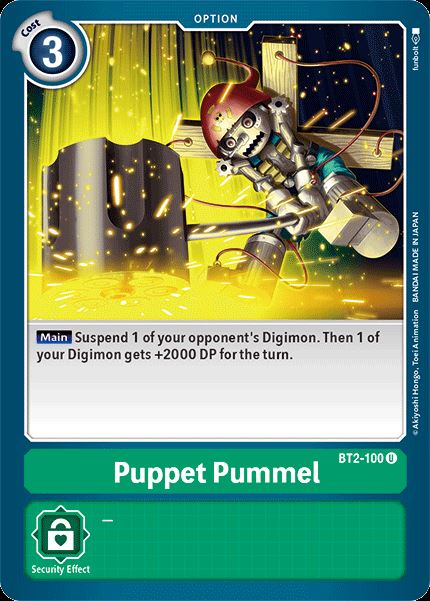 OPTION
Cost
3
funbolt
Main Suspend 1 of your opponent's Digimon. Then 1 of
your Digimon gets +2000 DP for the turn.
©Akiyoshi Hongo, Toei Animation BANDAI MADE IN JAPAN
BT2-100 U
Puppet Pummel
–
Security Effect